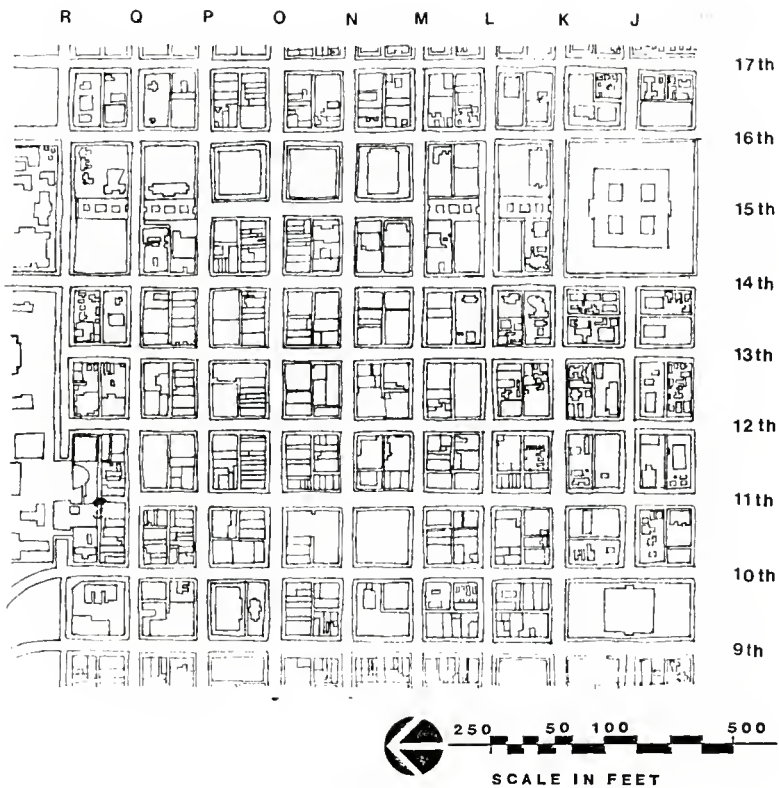 R Q P O N M L K J
17th
16th
15th
14th
13th
12th
11th
10th
9th
250 50 100 500
SCALE IN FEET